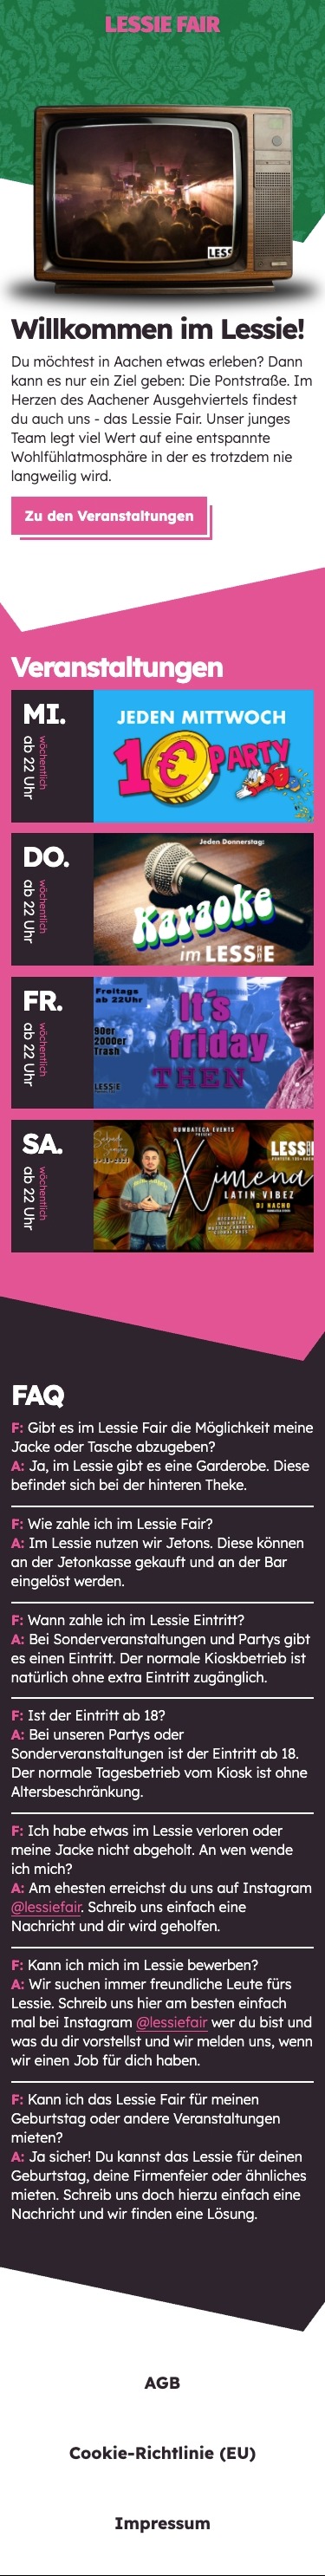 LESSIE FAIR
LESS
Willkommen im Lessie!
Du möchtest in Aachen etwas erleben? Dann
kann es nur ein Ziel geben: Die Pontstraße. Im
Herzen des Aachener Ausgehviertels findest
du auch uns - das Lessie Fair. Unser junges
Team legt viel Wert auf eine entspannte
Wohlfühlatmosphäre in der es trotzdem nie
langweilig wird.
Zu den Veranstaltungen
Veranstaltungen
MI.
wöchentlich
ab 22 Uhr
JEDEN MITTWOCH
1€ PARTY
DO.
wöchentlich
ab 22 Uhr
Jeden Donnerstag:
Karaoke
im LESSIE
FR.
wöchentlich
ab 22 Uhr
Freitags
ab 22Uhr
It's
friday
THEN
90er
2000er
Trash
LESSIE
SA.
wöchentlich
ab 22 Uhr
RUMBATECA EVENTS
PRESENT
LESSI
Ximena
LATIN VIBEZ
DJ NACHO
FAQ
F: Gibt es im Lessie Fair die Möglichkeit meine
Jacke oder Tasche abzugeben?
A: Ja, im Lessie gibt es eine Garderobe. Diese
befindet sich bei der hinteren Theke.
F: Wie zahle ich im Lessie Fair?
A: Im Lessie nutzen wir Jetons. Diese können
an der Jetonkasse gekauft und an der Bar
eingelöst werden.
F: Wann zahle ich im Lessie Eintritt?
A: Bei Sonderveranstaltungen und Partys gibt
es einen Eintritt. Der normale Kioskbetrieb ist
natürlich ohne extra Eintritt zugänglich.
F: Ist der Eintritt ab 18?
A: Bei unseren Partys oder
Sonderveranstaltungen ist der Eintritt ab 18.
Der normale Tagesbetrieb vom Kiosk ist ohne
Altersbeschränkung.
F: Ich habe etwas im Lessie verloren oder
meine Jacke nicht abgeholt. An wen wende
ich mich?
A: Am ehesten erreichst du uns auf Instagram
@lessiefair. Schreib uns einfach eine
Nachricht und dir wird geholfen.
F: Kann ich mich im Lessie bewerben?
A: Wir suchen immer freundliche Leute fürs
Lessie. Schreib uns hier am besten einfach
mal bei Instagram @lessiefair wer du bist und
was du dir vorstellst und wir melden uns, wenn
wir einen Job für dich haben.
F: Kann ich das Lessie Fair für meinen
Geburtstag oder andere Veranstaltungen
mieten?
A: Ja sicher! Du kannst das Lessie für deinen
Geburtstag, deine Firmenfeier oder ähnliches
mieten. Schreib uns doch hierzu einfach eine
Nachricht und wir finden eine Lösung.
AGB
Cookie-Richtlinie (EU)
Impressum